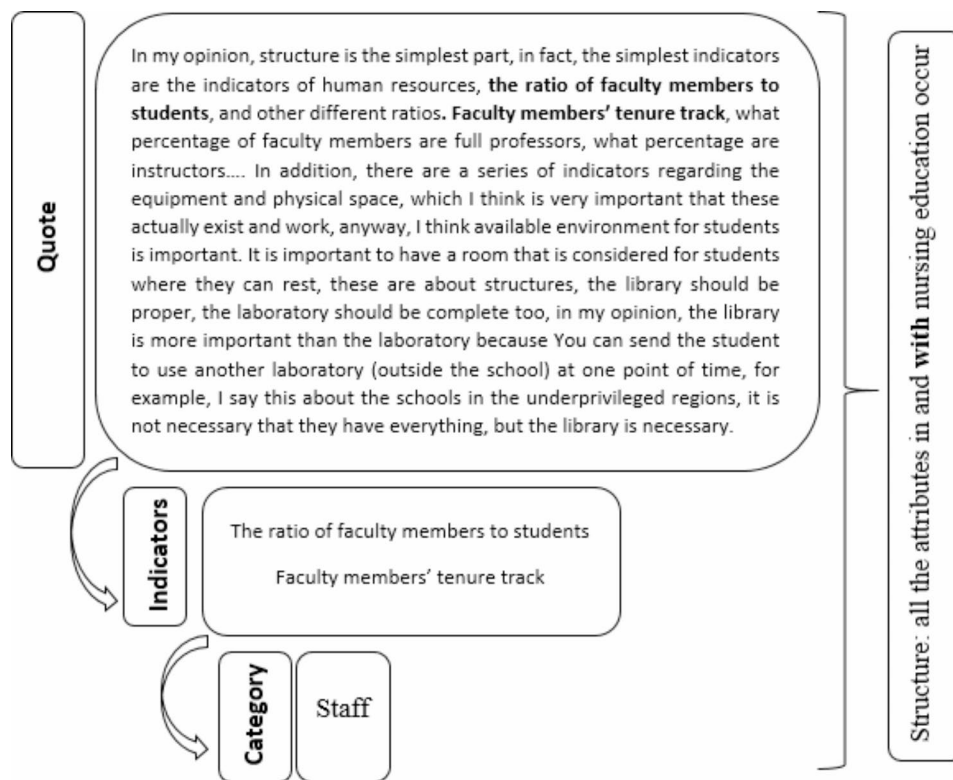 Quote
In my opinion, structure is the simplest part, in fact, the simplest indicators
are the indicators of human resources, the ratio of faculty members to
students, and other different ratios. Faculty members’ tenure track, what
percentage of faculty members are full professors, what percentage are
instructors.... In addition, there are a series of indicators regarding the
equipment and physical space, which I think is very important that these
actually exist and work, anyway, I think available environment for students
is important. It is important to have a room that is considered for students
where they can rest, these are about structures, the library should be
proper, the laboratory should be complete too, in my opinion, the library
is more important than the laboratory because You can send the student
to use another laboratory (outside the school) at one point of time, for
example, I say this about the schools in the underprivileged regions, it is
not necessary that they have everything, but the library is necessary.
Indicators
The ratio of faculty members to students
Faculty members’ tenure track
Category
Staff
Structure: all the attributes in and with nursing education occur